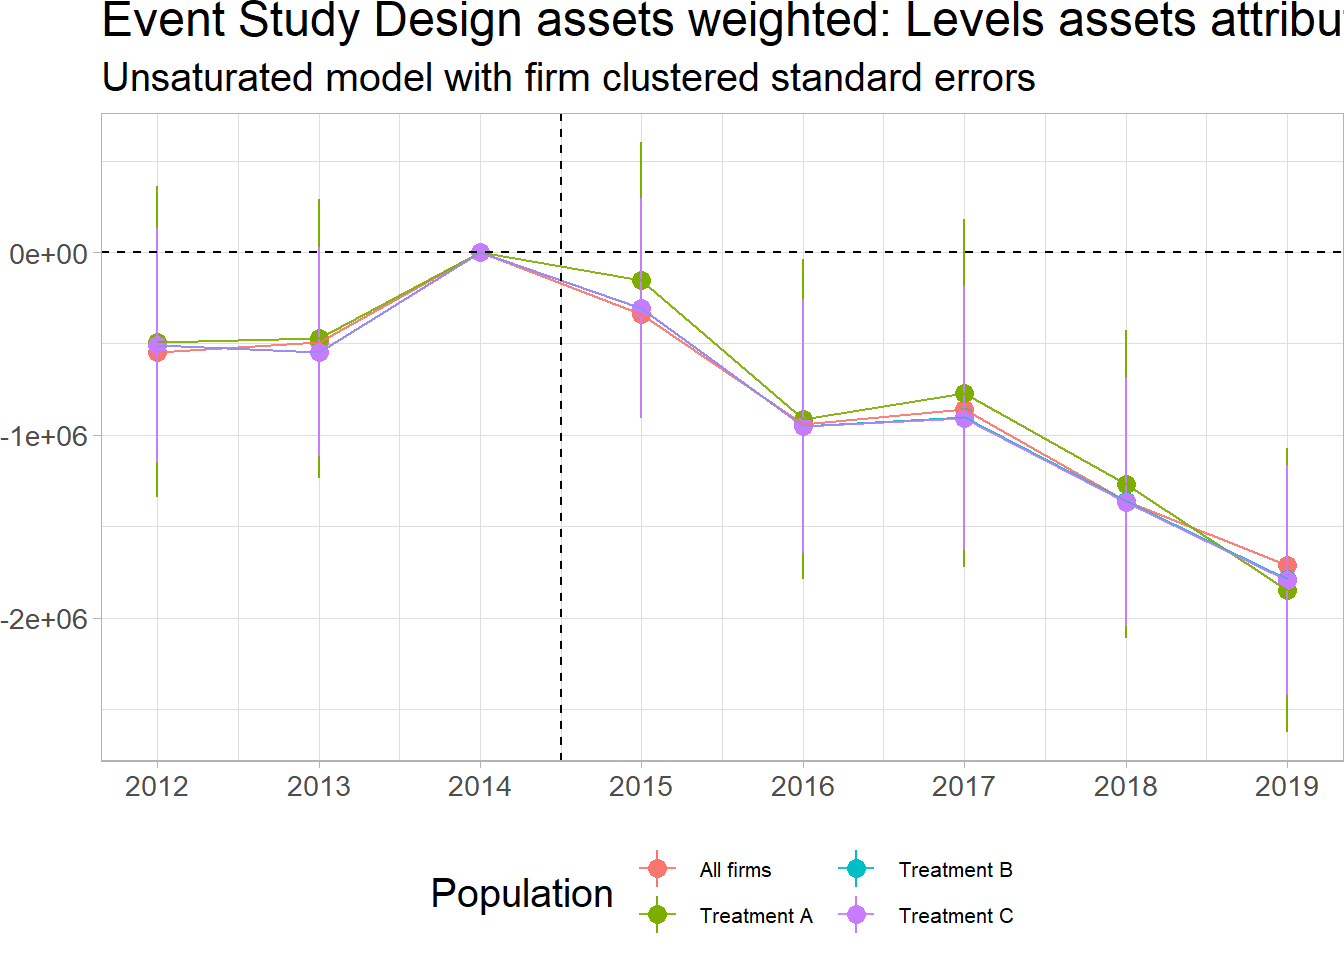 Event Study Design assets weighted: Levels assets attribu
Unsaturated model with firm clustered standard errors
0e+00
-1e+06
-2e+06
2012 2013 2014 2015 2016 2017 2018 2019
Population
All firms
Treatment A
Treatment B
Treatment C